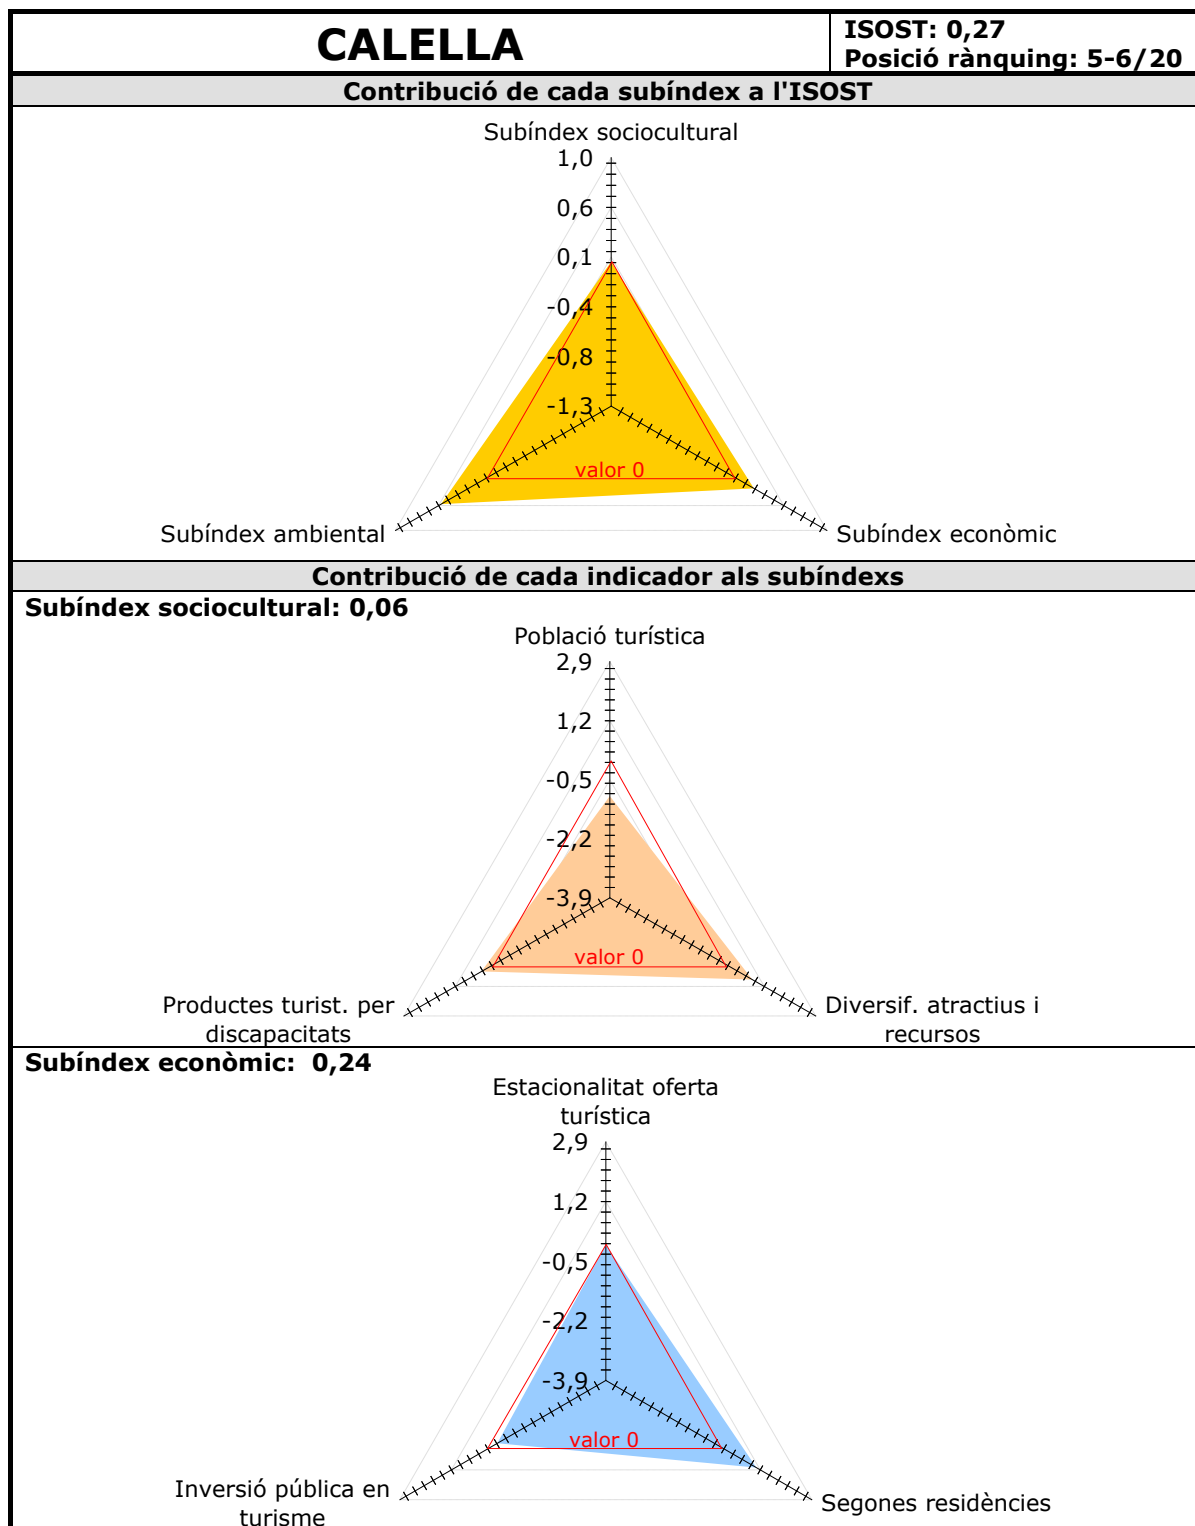 CALELLA
ISOST: 0,27
Posició rànquing: 5-6/20
Contribució de cada subíndex a l'ISOST
Subíndex sociocultural
1,0
0,6
0,1
-0,4
-0,8
-1,3
valor 0
Subíndex ambiental
Subíndex econòmic
Contribució de cada indicador als subíndexs
Subíndex sociocultural: 0,06
Població turística
2,9
1,2
-0,5
-2,2
-3,9
valor 0
Productes turist. per
discapacitats
Diversif. atractius i
recursos
Subíndex econòmic:  0,24
Estacionalitat oferta
turística
2,9
1,2
-0,5
-2,2
-3,9
valor 0
Inversió pública en
turisme
Segones residències